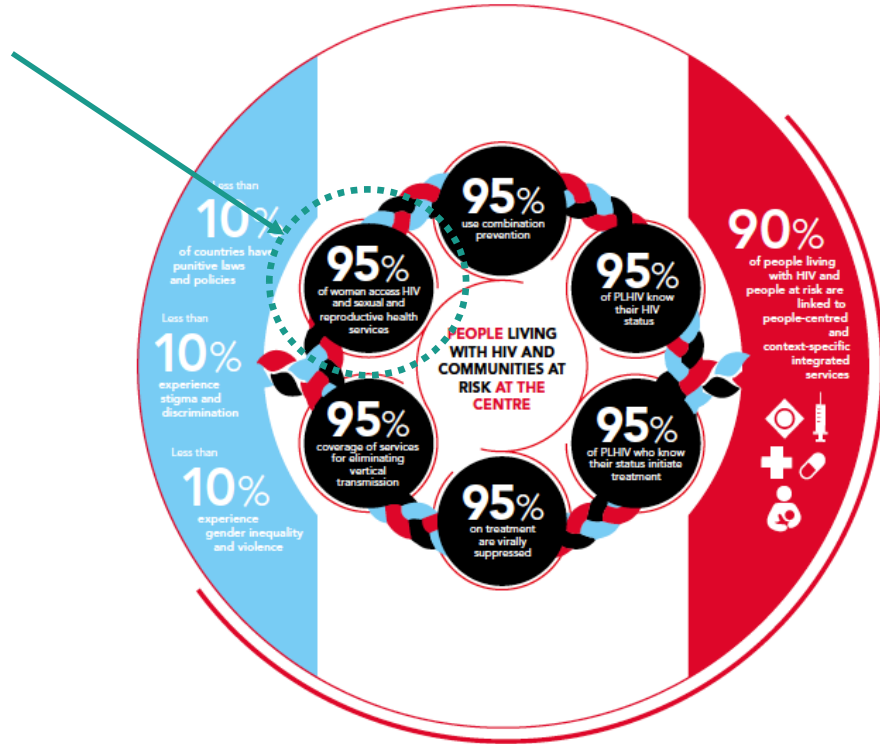 Less than
10%
of countries have
punitive laws
and policies
Less than
10%
experience
stigma and
discrimination
Less than
10%
experience
gender inequality
and violence
95%
use combination
prevention
95%
of women access HIV
and sexual and
reproductive health
services
95%
of PLHIV know
their HIV
status
PEOPLE LIVING
WITH HIV AND
COMMUNITIES AT
RISK AT THE
CENTRE
95%
coverage of services
for eliminating
vertical
transmission
95%
of PLHIV who know
their status initiate
treatment
95%
on treatment
are virally
suppressed
90%
of people living
with HIV and
people at risk are
linked to
people-centred
and
context-specific
integrated
services